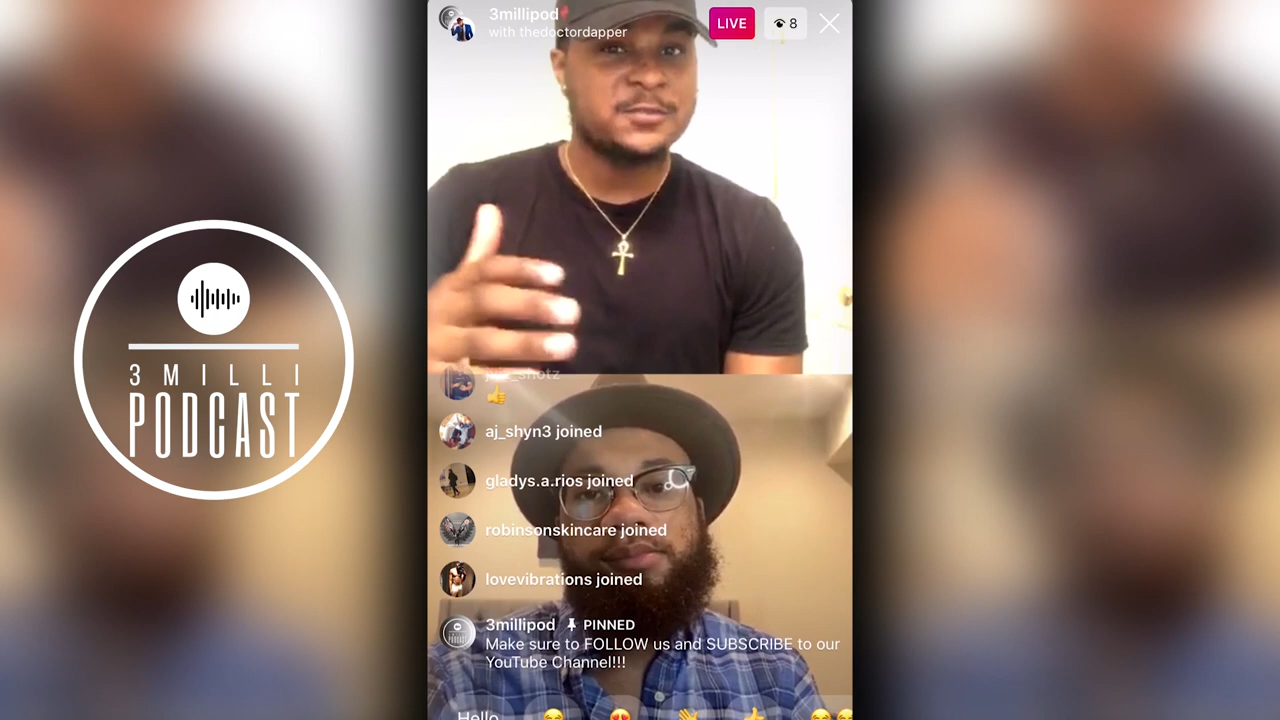 3millipod
with thedoctordapper
LIVE
8
3 MILLI
PODCAST
aj_shyn3 joined
gladys.a.rios joined
robinsonskincare joined
lovevibrations joined
3millipod PINNED
Make sure to FOLLOW us and SUBSCRIBE to our
YouTube Channel!!!
Hello